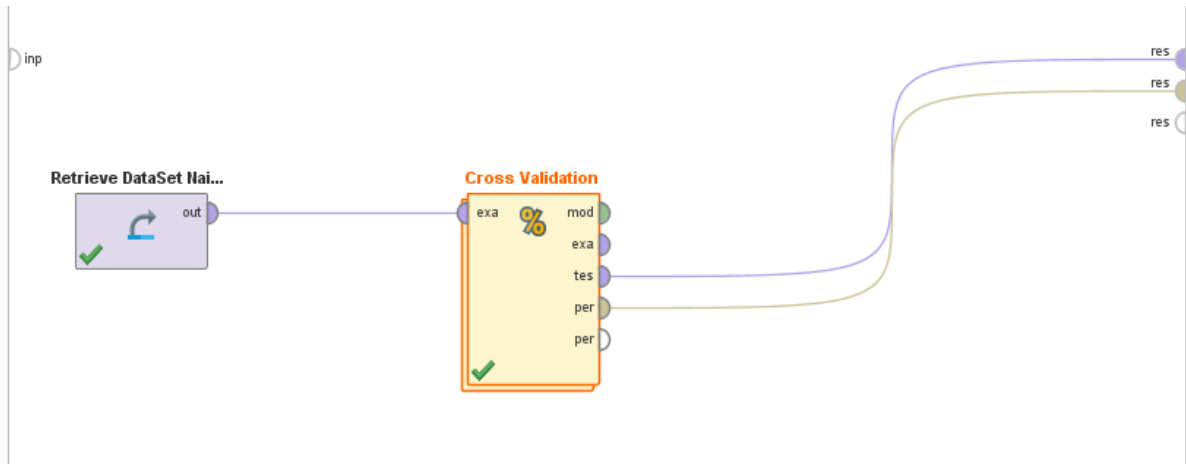 inp
res
res
res
Retrieve DataSet Nai...
out
Cross Validation
exa
%
mod
exa
tes
per
per